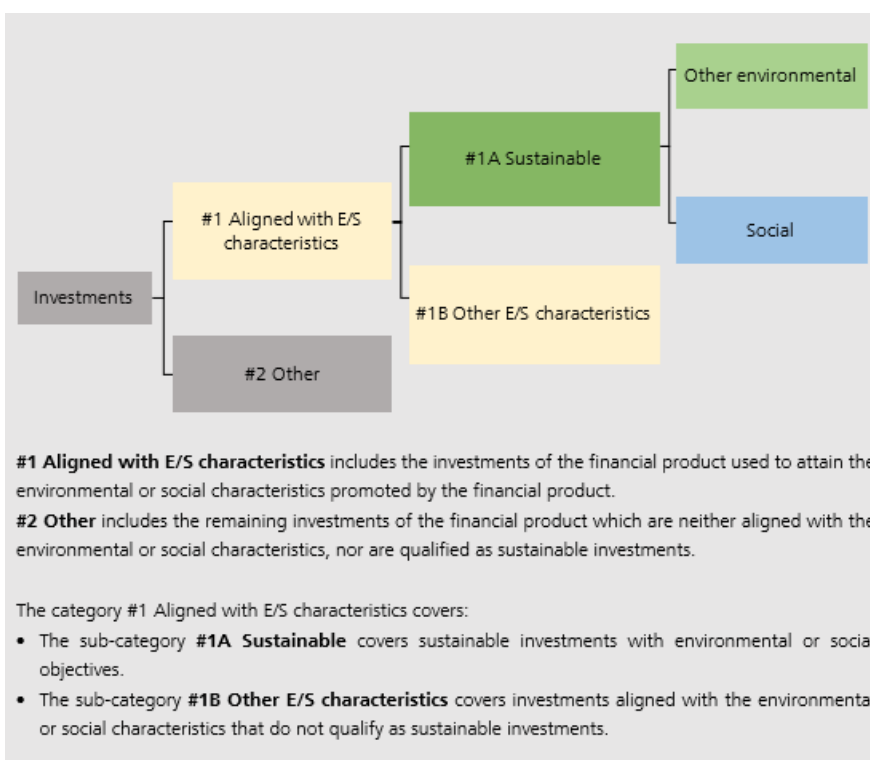 Other environmental
#1A Sustainable
#1 Aligned with E/S
characteristics
Social
Investments
#1B Other E/S characteristics
#2 Other
#1 Aligned with E/S characteristics includes the investments of the financial product used to attain the
environmental or social characteristics promoted by the financial product.
#2 Other includes the remaining investments of the financial product which are neither aligned with the
environmental or social characteristics, nor are qualified as sustainable investments.
The category #1 Aligned with E/S characteristics covers:
• The sub-category #1A Sustainable covers sustainable investments with environmental or socia
objectives.
• The sub-category #1B Other E/S characteristics covers investments aligned with the environmenta
or social characteristics that do not qualify as sustainable investments.